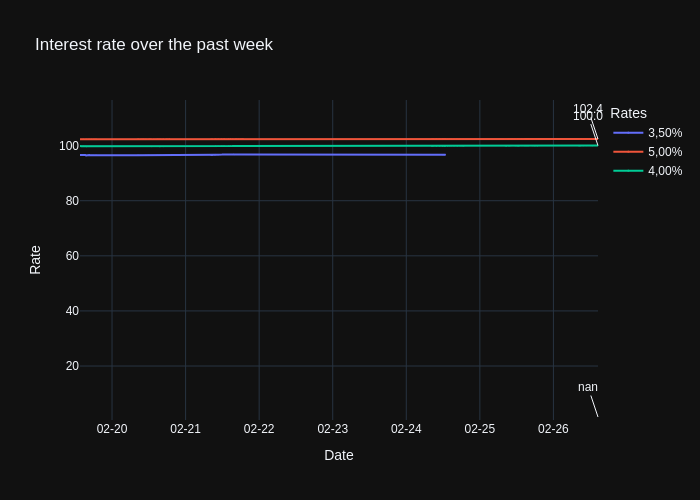 Interest rate over the past week
102.4
100.0
Rates
3,50%
5,00%
4,00%
100
80
60
40
20
Rate
nan
02-20 02-21 02-22 02-23 02-24 02-25 02-26
Date